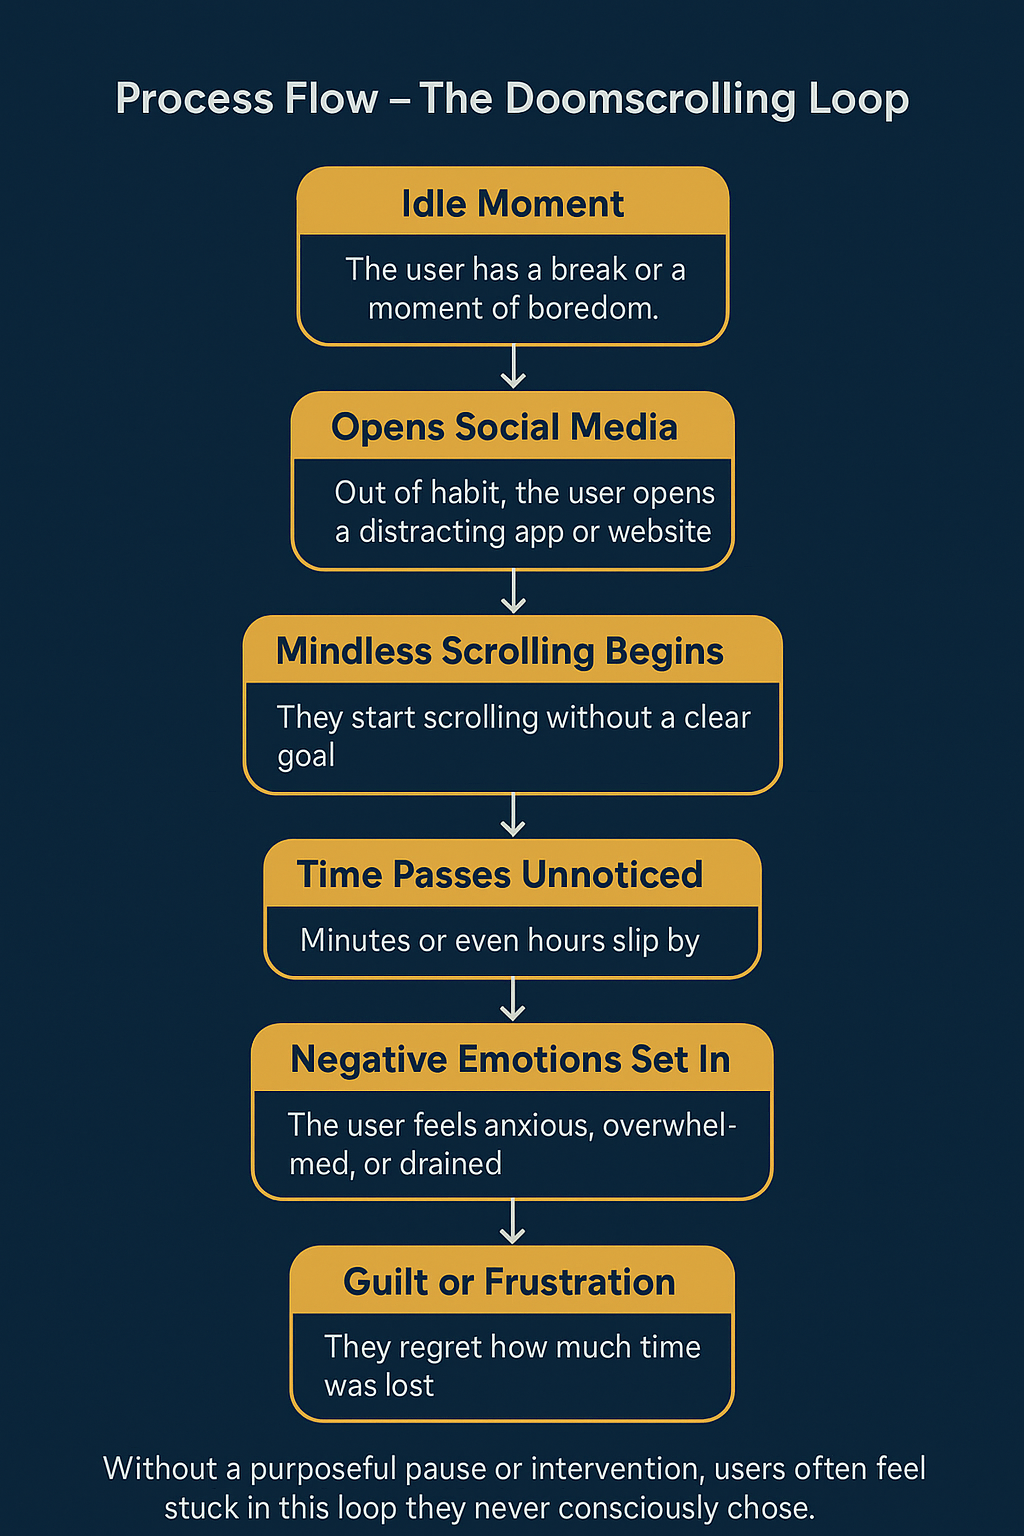 Process Flow – The Doomscrolling Loop
Idle Moment
The user has a break or a
moment of boredom.
Opens Social Media
Out of habit, the user opens
a distracting app or website
Mindless Scrolling Begins
They start scrolling without a clear
goal
Time Passes Unnoticed
Minutes or even hours slip by
Negative Emotions Set In
The user feels anxious, overwhel-
med, or drained
Guilt or Frustration
They regret how much time
was lost
Without a purposeful pause or intervention, users often feel
stuck in this loop they never consciously chose.